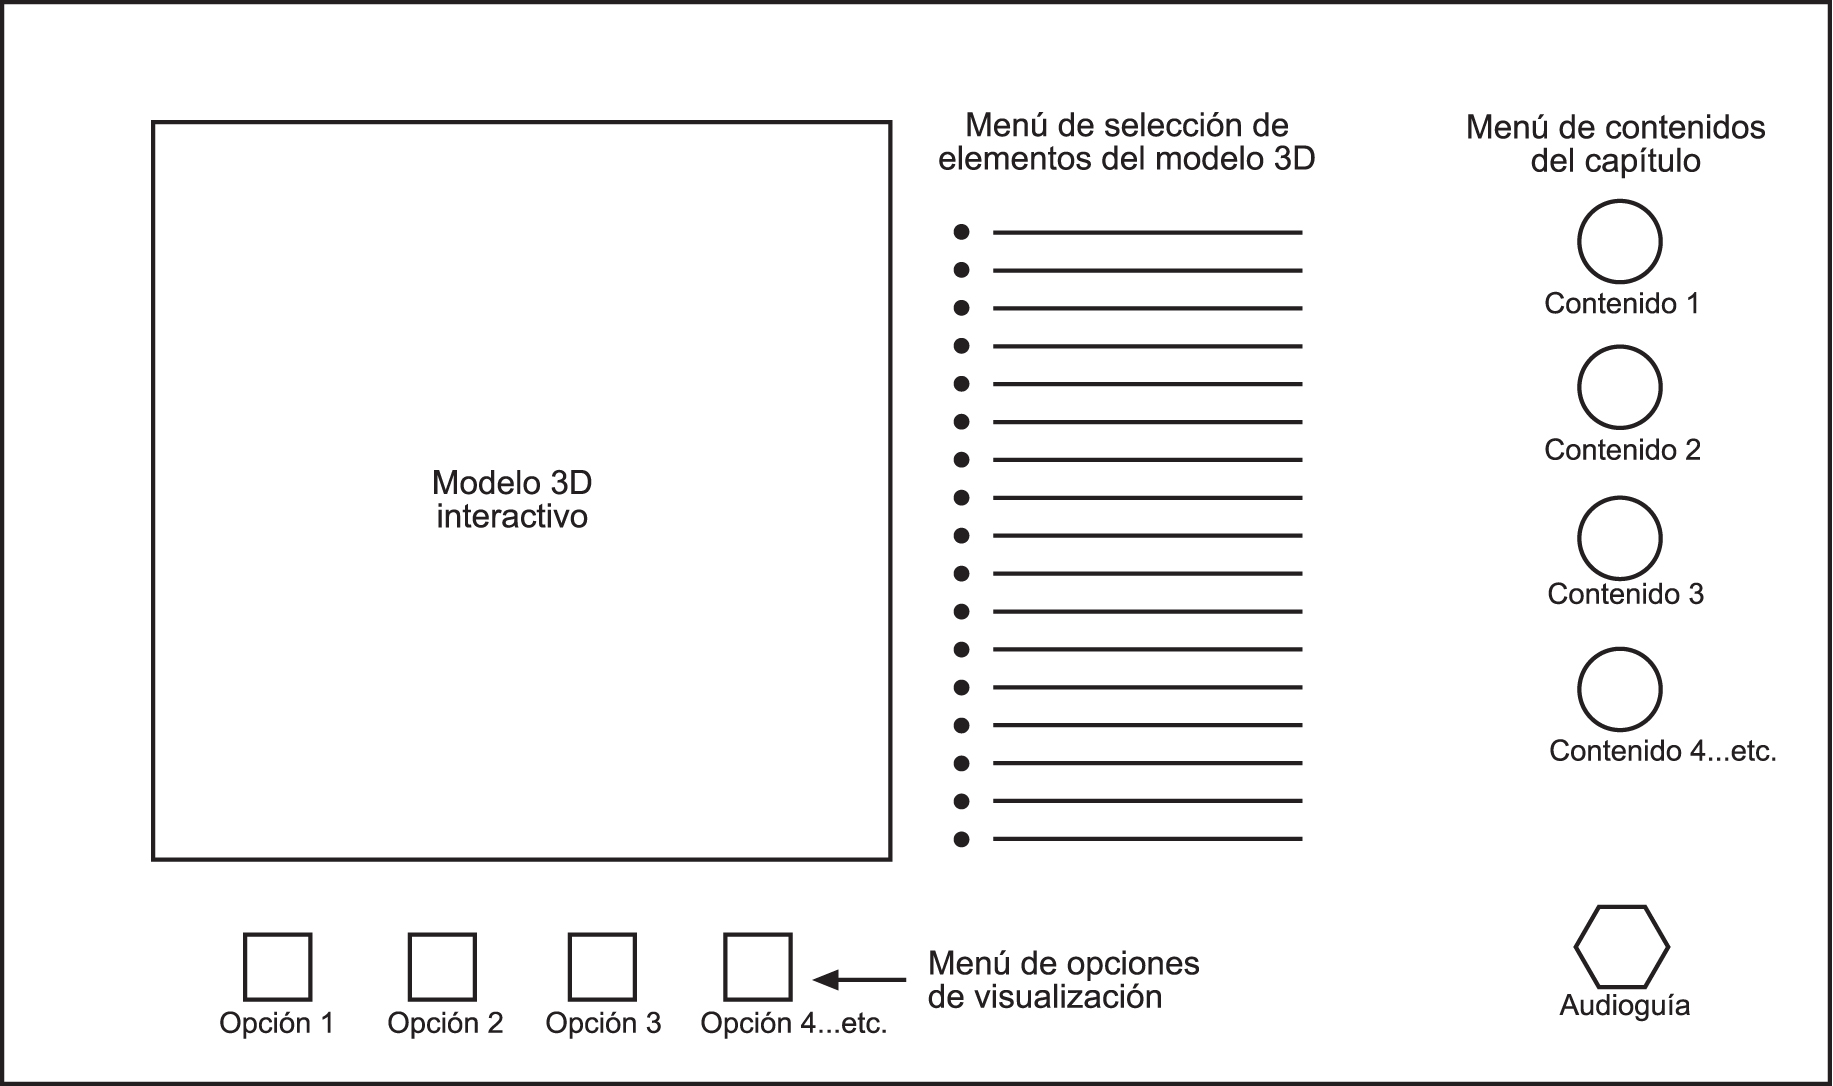 Menú de selección de
elementos del modelo 3D
Menú de contenidos
del capítulo
Contenido 1
Contenido 2
Contenido 3
Contenido 4...etc.
Modelo 3D
interactivo
Opción 1
Opción 2
Opción 3
Opción 4...etc.
Menú de opciones
de visualización
Audioguía